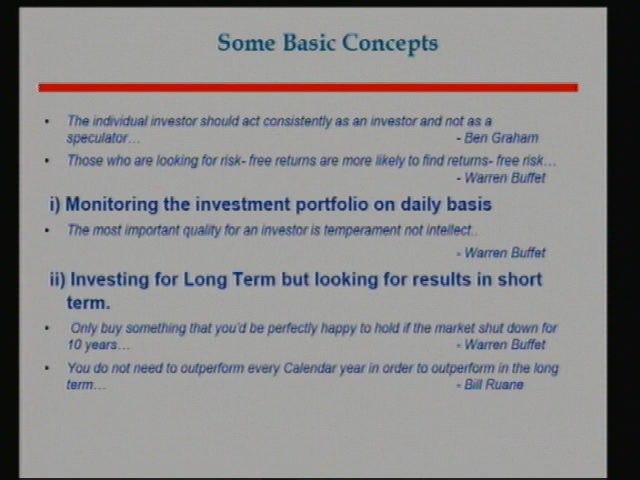 Some Basic Concepts
• The individual investor should act consistently as an investor and not as a
speculator… - Ben Graham
• Those who are looking for risk- free returns are more likely to find returns- free risk…
- Warren Buffet
i) Monitoring the investment portfolio on daily basis
• The most important quality for an investor is temperament not intellect..
- Warren Buffet
ii) Investing for Long Term but looking for results in short
term.
• Only buy something that you'd be perfectly happy to hold if the market shut down for
10 years… - Warren Buffet
• You do not need to outperform every Calendar year in order to outperform in the long
term… - Bill Ruane